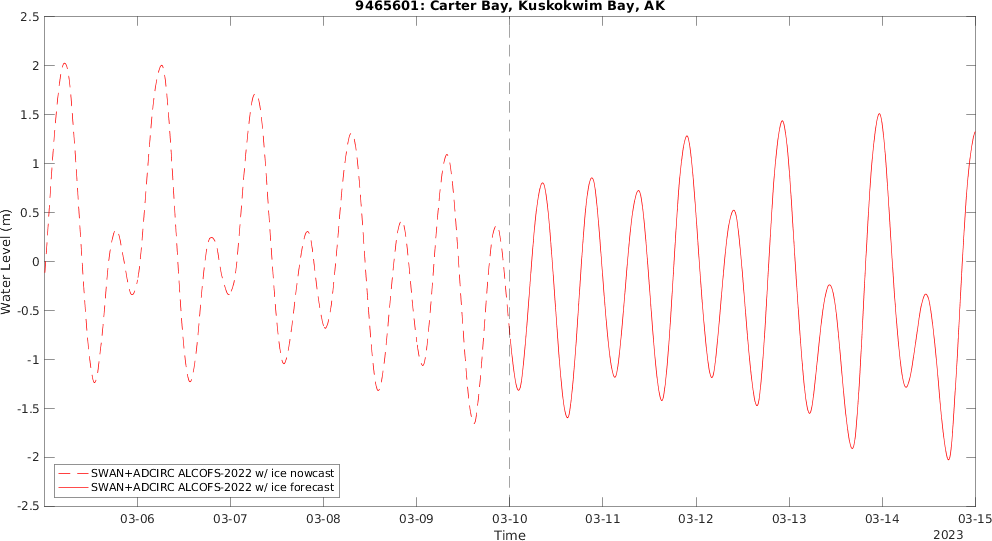 9465601: Carter Bay, Kuskokwim Bay, AK
2.5
2
1.5
1
0.5
0
-0.5
-1
-1.5
-2
-2.5
Water Level (m)
SWAN+ADCIRC ALCOFS-2022 w/ ice nowcast
SWAN+ADCIRC ALCOFS-2022 w/ ice forecast
03-06 03-07 03-08 03-09 03-10 03-11 03-12 03-13 03-14 03-15
Time
2023